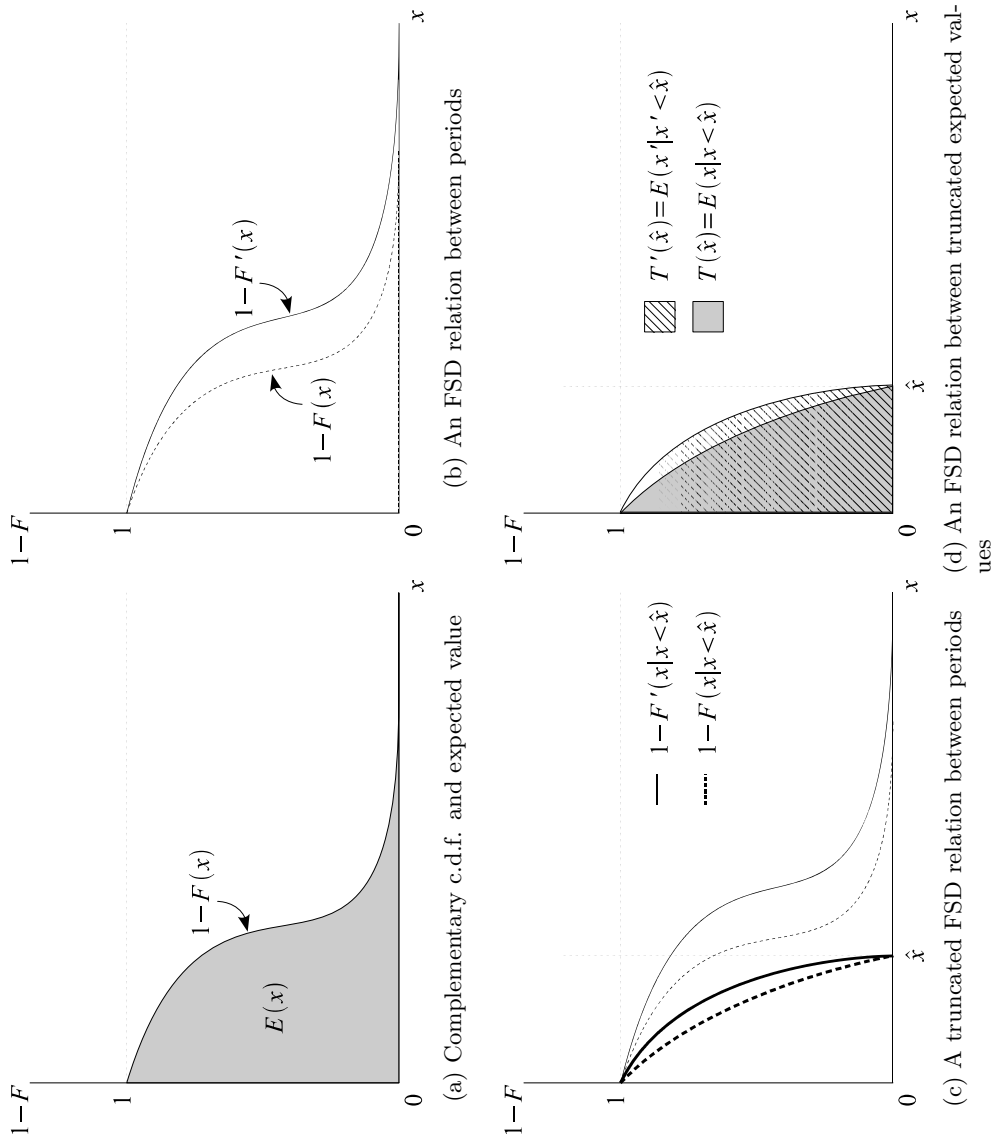 1−F
1
E(x)
1−F(x)
0
x
(a) Complementary c.d.f. and expected value
1−F
1
1−F(x)
1−F'(x)
0
x
(b) An FSD relation between periods
1−F
1
1−F'(x|x<x̂)
1−F(x|x<x̂)
0
x̂
x
(c) A truncated FSD relation between periods
1−F
1
T'(x̂)=E(x'|x'<x̂)
T(x̂)=E(x|x<x̂)
0
x̂
x
(d) An FSD relation between truncated expected val-
ues